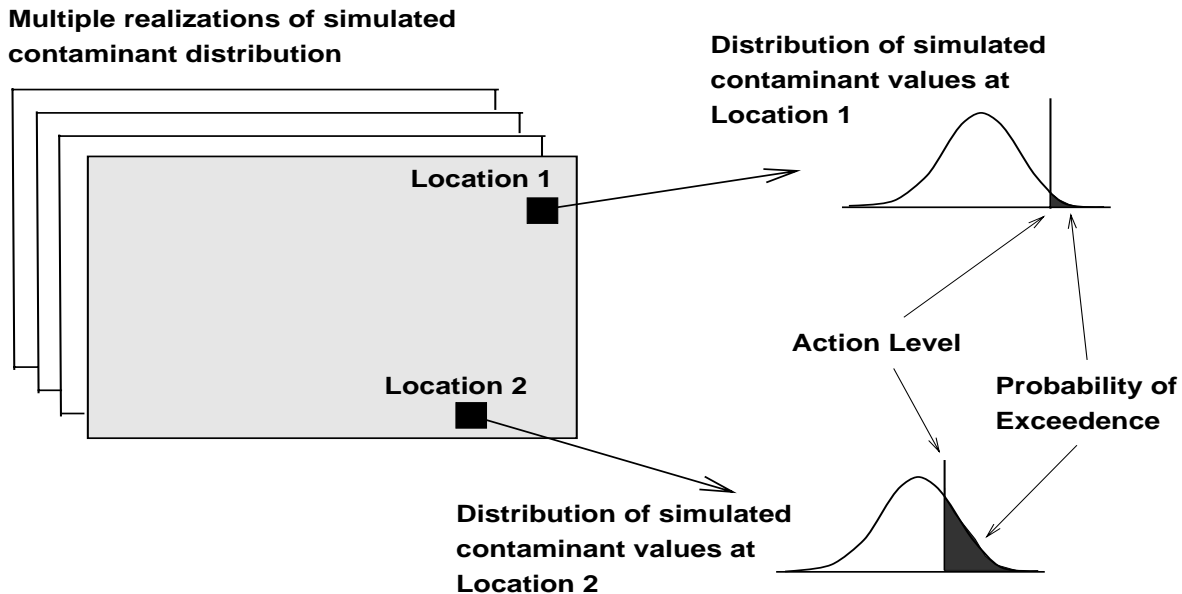 Multiple realizations of simulated
contaminant distribution
Distribution of simulated
contaminant values at
Location 1
Location 1
Action Level
Location 2
Probability of
Exceedence
Distribution of simulated
contaminant values at
Location 2